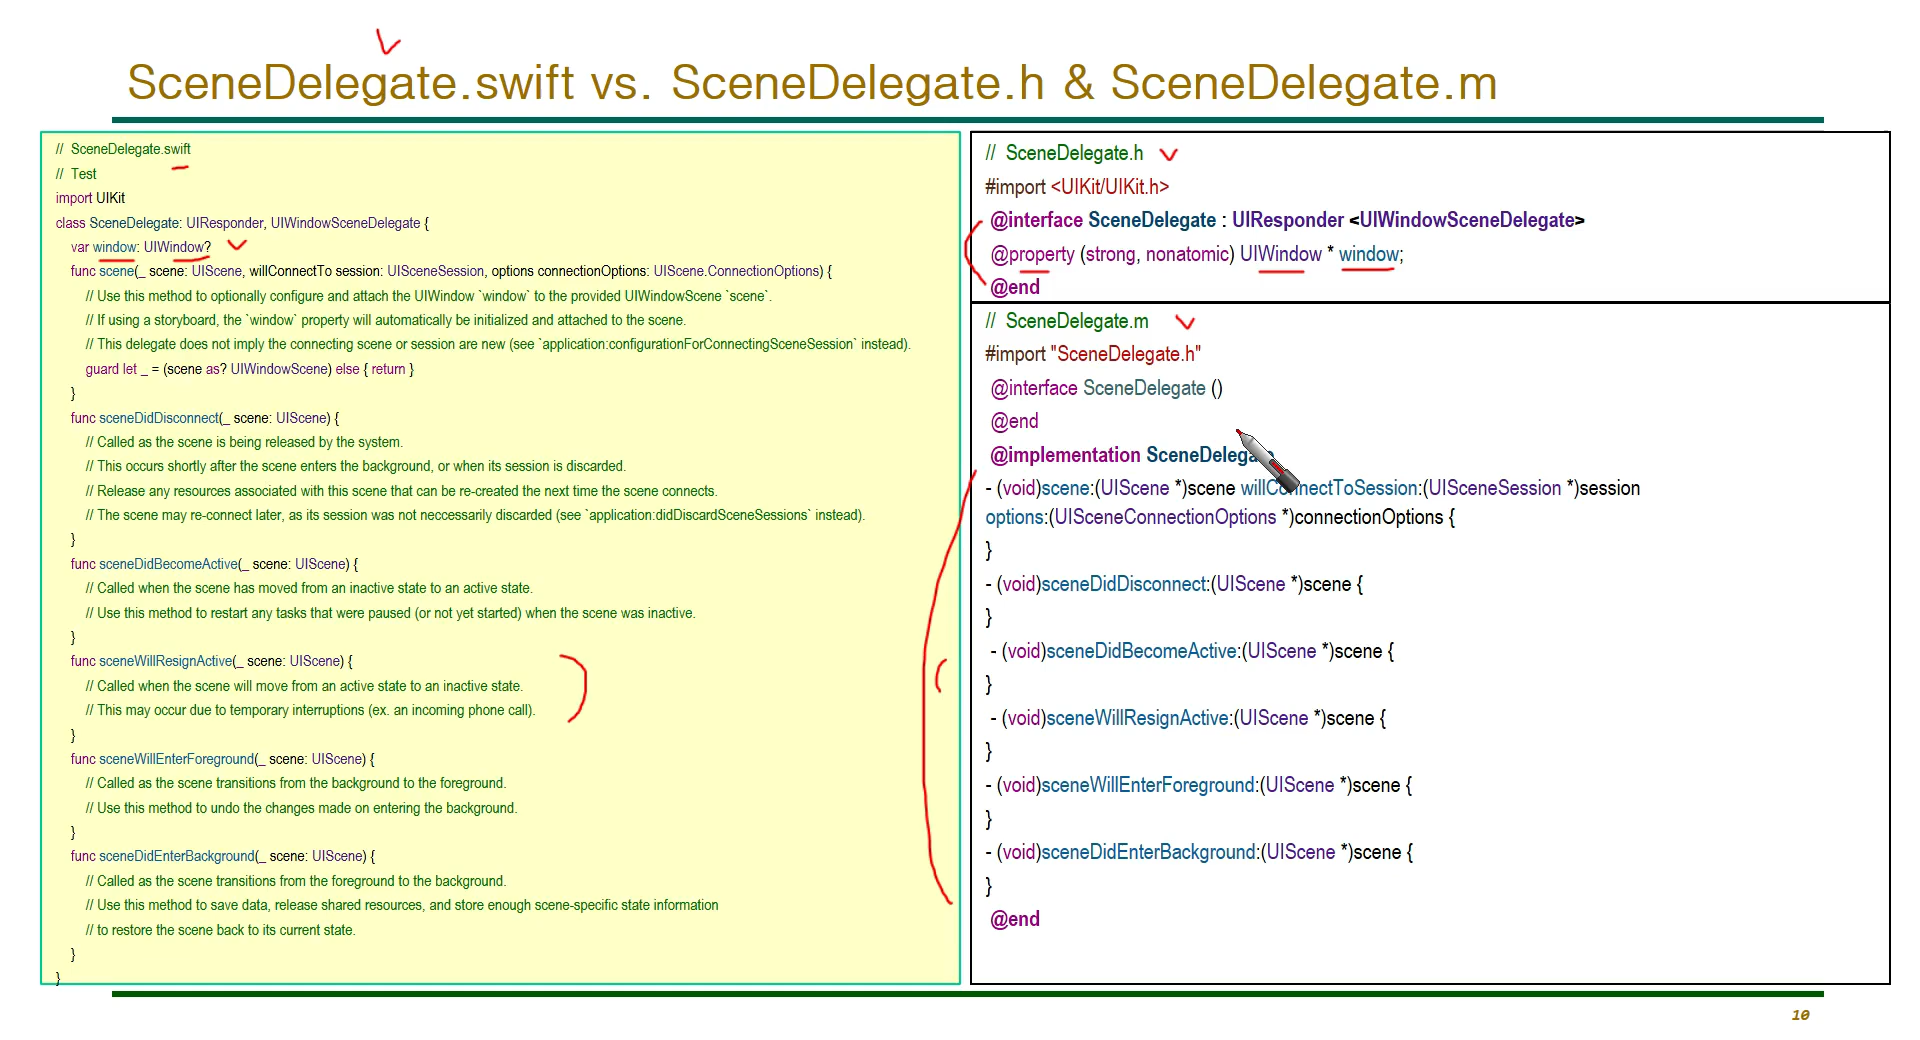 SceneDelegate.swift vs. SceneDelegate.h & SceneDelegate.m
// SceneDelegate.swift
// Test
import UIKit
class SceneDelegate: UIResponder, UIWindowSceneDelegate {
var window: UIWindow?
func scene(_ scene: UIScene, willConnectTo session: UISceneSession, options connectionOptions: UIScene.ConnectionOptions) {
// Use this method to optionally configure and attach the UIWindow `window` to the provided UIWindowScene `scene`.
// If using a storyboard, the `window` property will automatically be initialized and attached to the scene.
// This delegate does not imply the connecting scene or session are new (see `application:configurationForConnectingSceneSession` instead).
guard let _ = (scene as? UIWindowScene) else { return }
}
func sceneDidDisconnect(_ scene: UIScene) {
// Called as the scene is being released by the system.
// This occurs shortly after the scene enters the background, or when its session is discarded.
// Release any resources associated with this scene that can be re-created the next time the scene connects.
// The scene may re-connect later, as its session was not neccessarily discarded (see `application:didDiscardSceneSessions` instead).
}
func sceneDidBecomeActive(_ scene: UIScene) {
// Called when the scene has moved from an inactive state to an active state.
// Use this method to restart any tasks that were paused (or not yet started) when the scene was inactive.
}
func sceneWillResignActive(_ scene: UIScene) {
// Called when the scene will move from an active state to an inactive state.
// This may occur due to temporary interruptions (ex. an incoming phone call).
}
func sceneWillEnterForeground(_ scene: UIScene) {
// Called as the scene transitions from the background to the foreground.
// Use this method to undo the changes made on entering the background.
}
func sceneDidEnterBackground(_ scene: UIScene) {
// Called as the scene transitions from the foreground to the background.
// Use this method to save data, release shared resources, and store enough scene-specific state information
// to restore the scene back to its current state.
}
}
// SceneDelegate.h
#import <UIKit/UIKit.h>
@interface SceneDelegate : UIResponder <UIWindowSceneDelegate>
@property (strong, nonatomic) UIWindow * window;
@end
// SceneDelegate.m
#import "SceneDelegate.h"
@interface SceneDelegate ()
@end
@implementation SceneDelegate
- (void)scene:(UIScene *)scene willConnectToSession:(UISceneSession *)session
options:(UISceneConnectionOptions *)connectionOptions {
}
- (void)sceneDidDisconnect:(UIScene *)scene {
}
- (void)sceneDidBecomeActive:(UIScene *)scene {
}
- (void)sceneWillResignActive:(UIScene *)scene {
}
- (void)sceneWillEnterForeground:(UIScene *)scene {
}
- (void)sceneDidEnterBackground:(UIScene *)scene {
}
@end
10